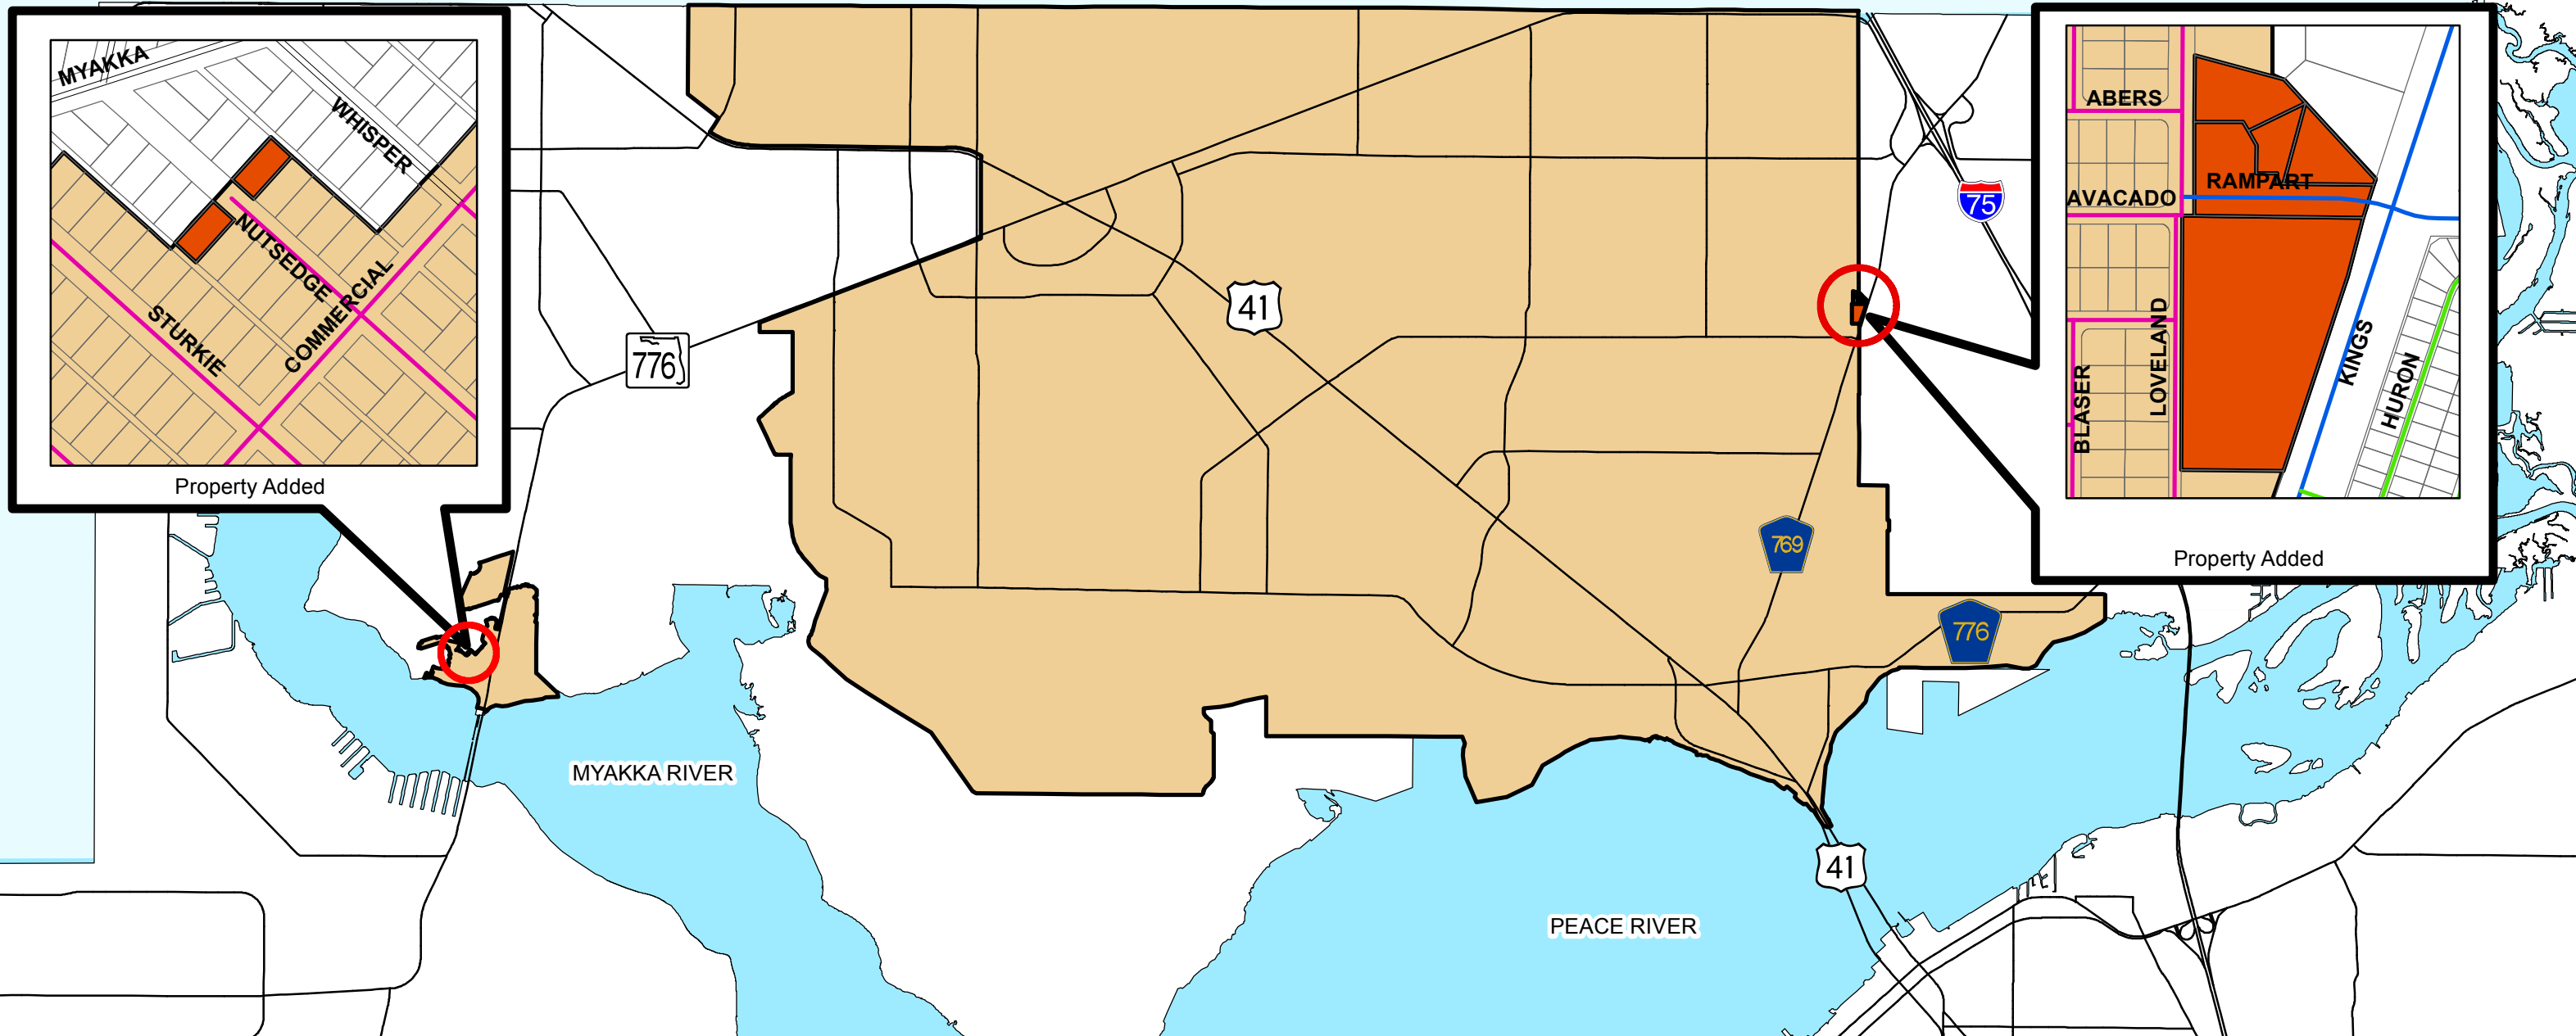 MYAKKA
WHISPER
NUTSEDGE
COMMERCIAL
STURKIE
Property Added
776
41
75
769
776
41
MYAKKA RIVER
PEACE RIVER
ABERS
RAMPART
AVACADO
LOVELAND
BLASER
KINGS
HURON
Property Added